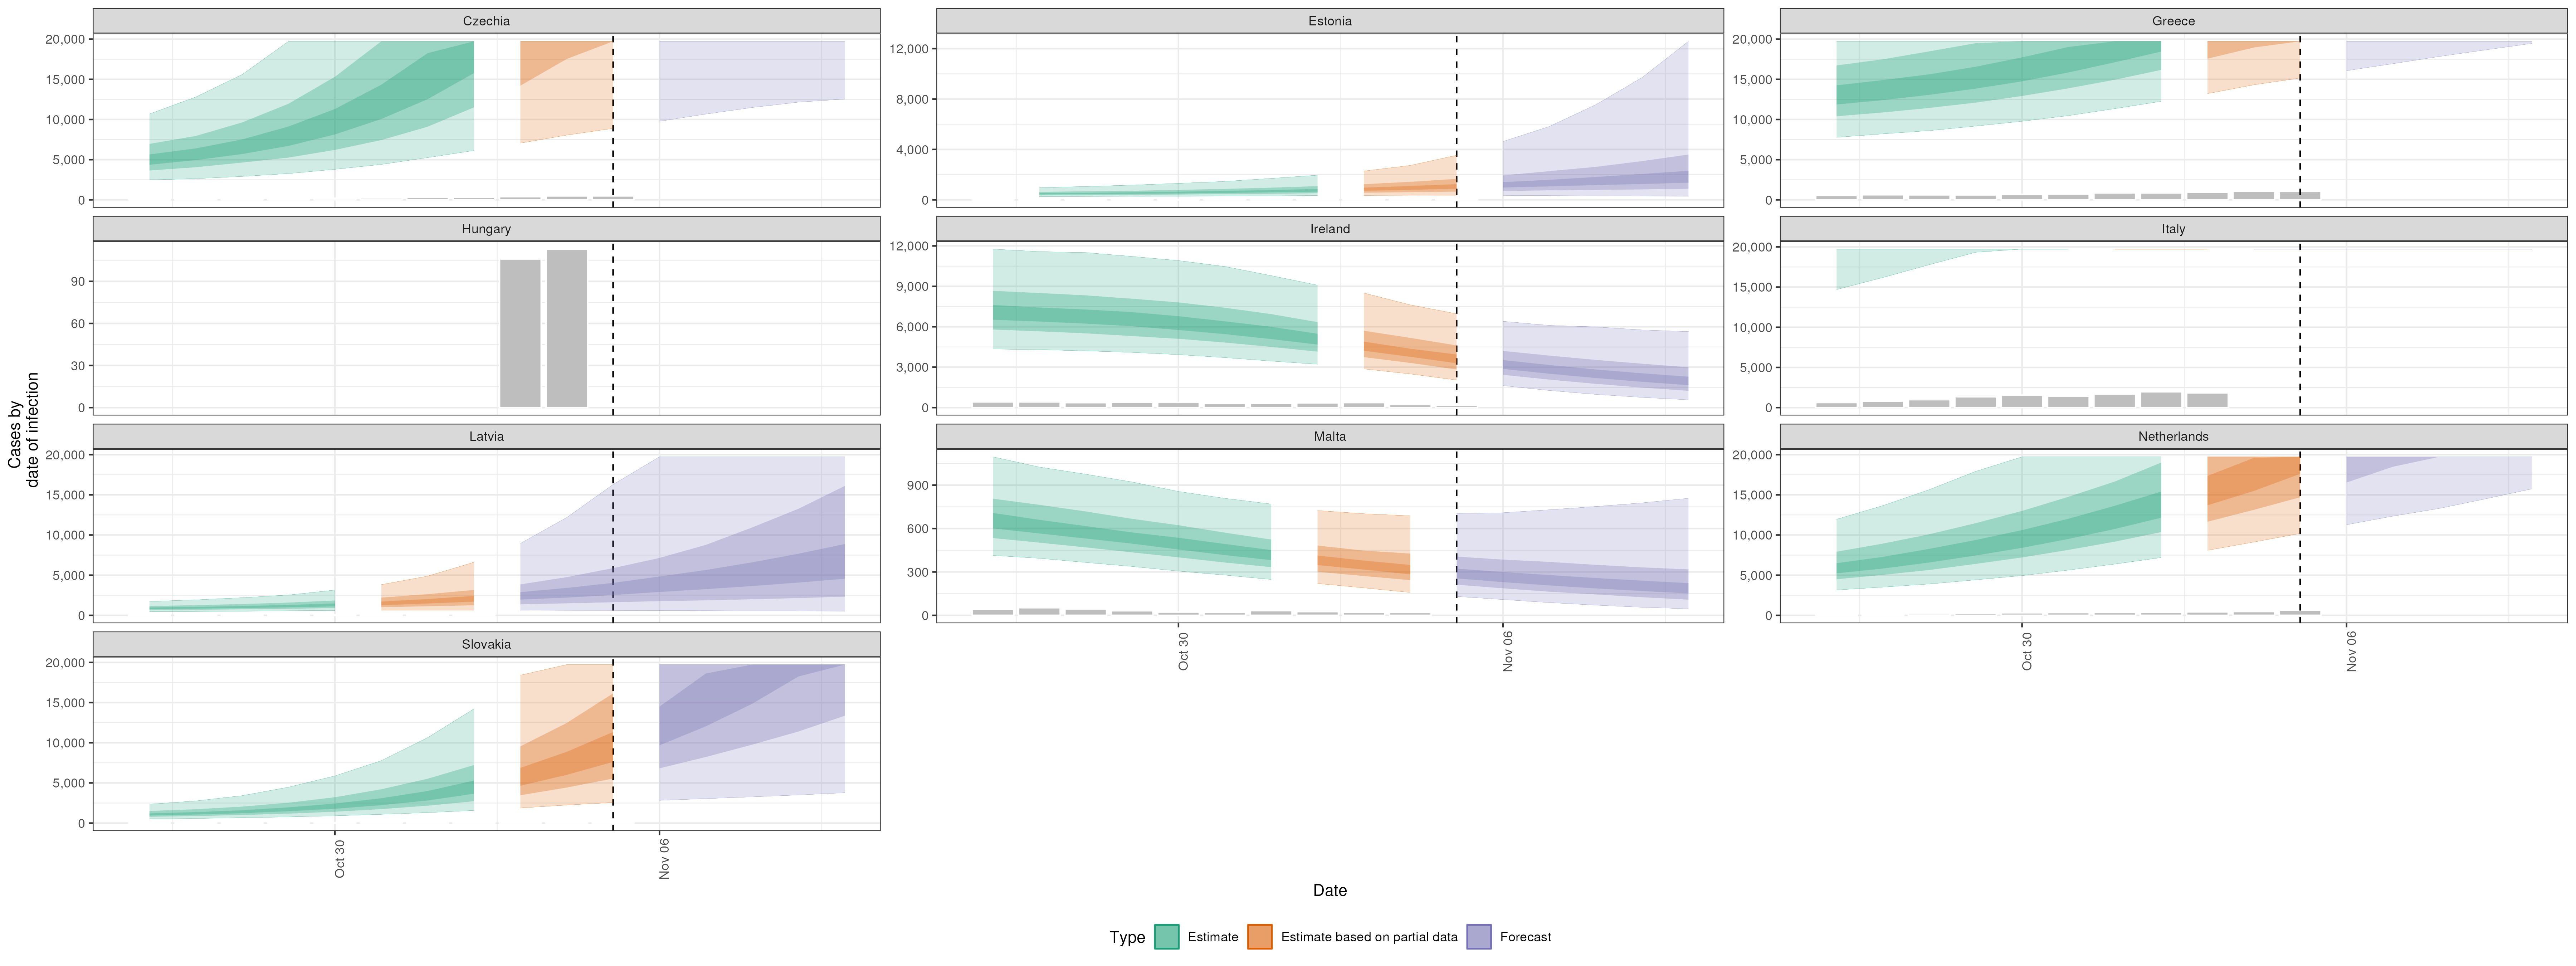 Czechia
Estonia
Greece
20,000
15,000
10,000
5,000
0
12,000
8,000
4,000
0
20,000
15,000
10,000
5,000
0
Hungary
Ireland
Italy
90
60
30
0
12,000
9,000
6,000
3,000
0
20,000
15,000
10,000
5,000
0
Latvia
Malta
Netherlands
20,000
15,000
10,000
5,000
0
900
600
300
0
20,000
15,000
10,000
5,000
0
Oct 30
Nov 06
Oct 30
Nov 06
Slovakia
20,000
15,000
10,000
5,000
0
Oct 30
Nov 06
Cases by
date of infection
Date
Type
Estimate
Estimate based on partial data
Forecast